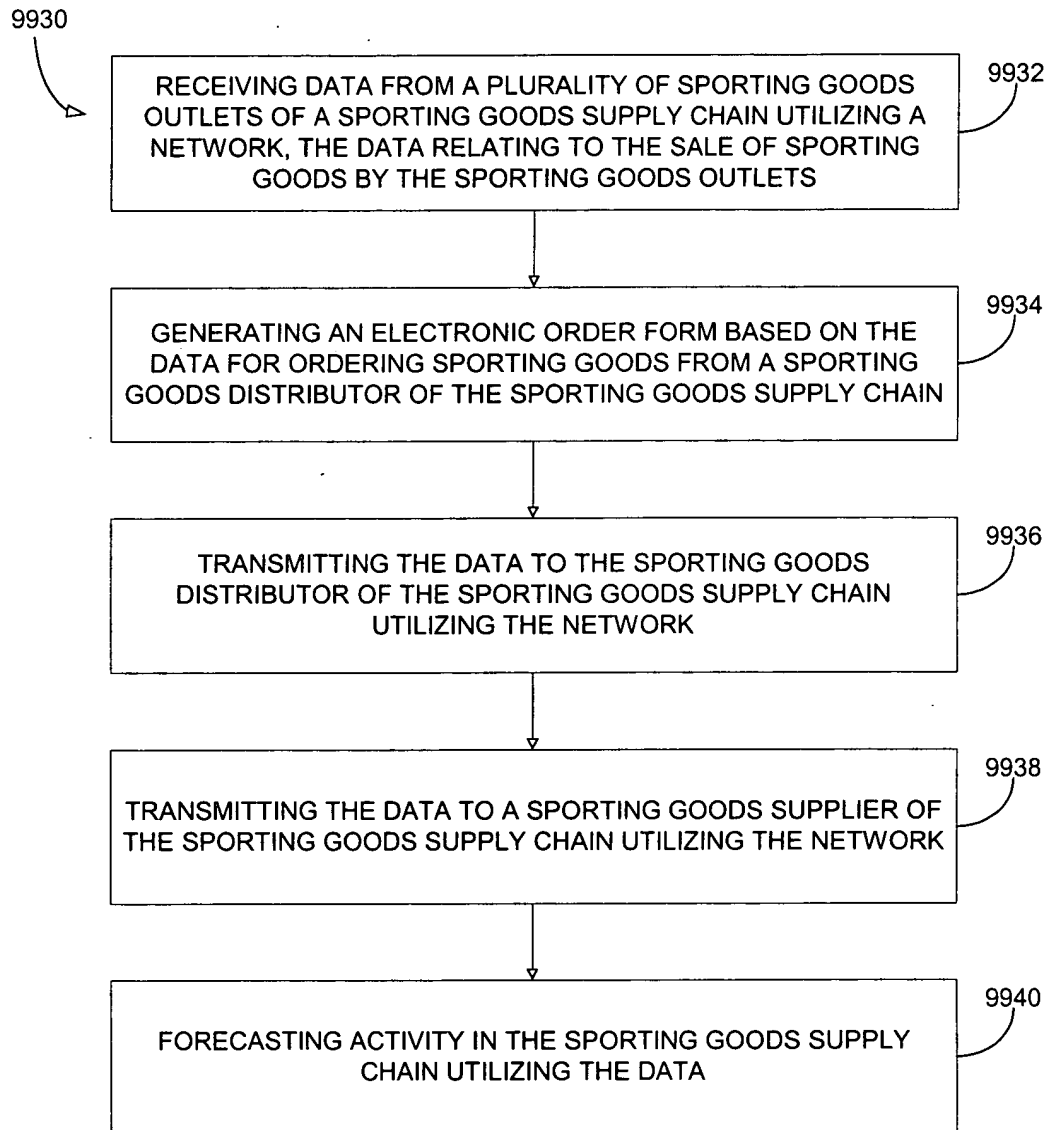 9930
9932
RECEIVING DATA FROM A PLURALITY OF SPORTING GOODS
OUTLETS OF A SPORTING GOODS SUPPLY CHAIN UTILIZING A
NETWORK, THE DATA RELATING TO THE SALE OF SPORTING
GOODS BY THE SPORTING GOODS OUTLETS
9934
GENERATING AN ELECTRONIC ORDER FORM BASED ON THE
DATA FOR ORDERING SPORTING GOODS FROM A SPORTING
GOODS DISTRIBUTOR OF THE SPORTING GOODS SUPPLY CHAIN
9936
TRANSMITTING THE DATA TO THE SPORTING GOODS
DISTRIBUTOR OF THE SPORTING GOODS SUPPLY CHAIN
UTILIZING THE NETWORK
9938
TRANSMITTING THE DATA TO A SPORTING GOODS SUPPLIER OF
THE SPORTING GOODS SUPPLY CHAIN UTILIZING THE NETWORK
9940
FORECASTING ACTIVITY IN THE SPORTING GOODS SUPPLY
CHAIN UTILIZING THE DATA